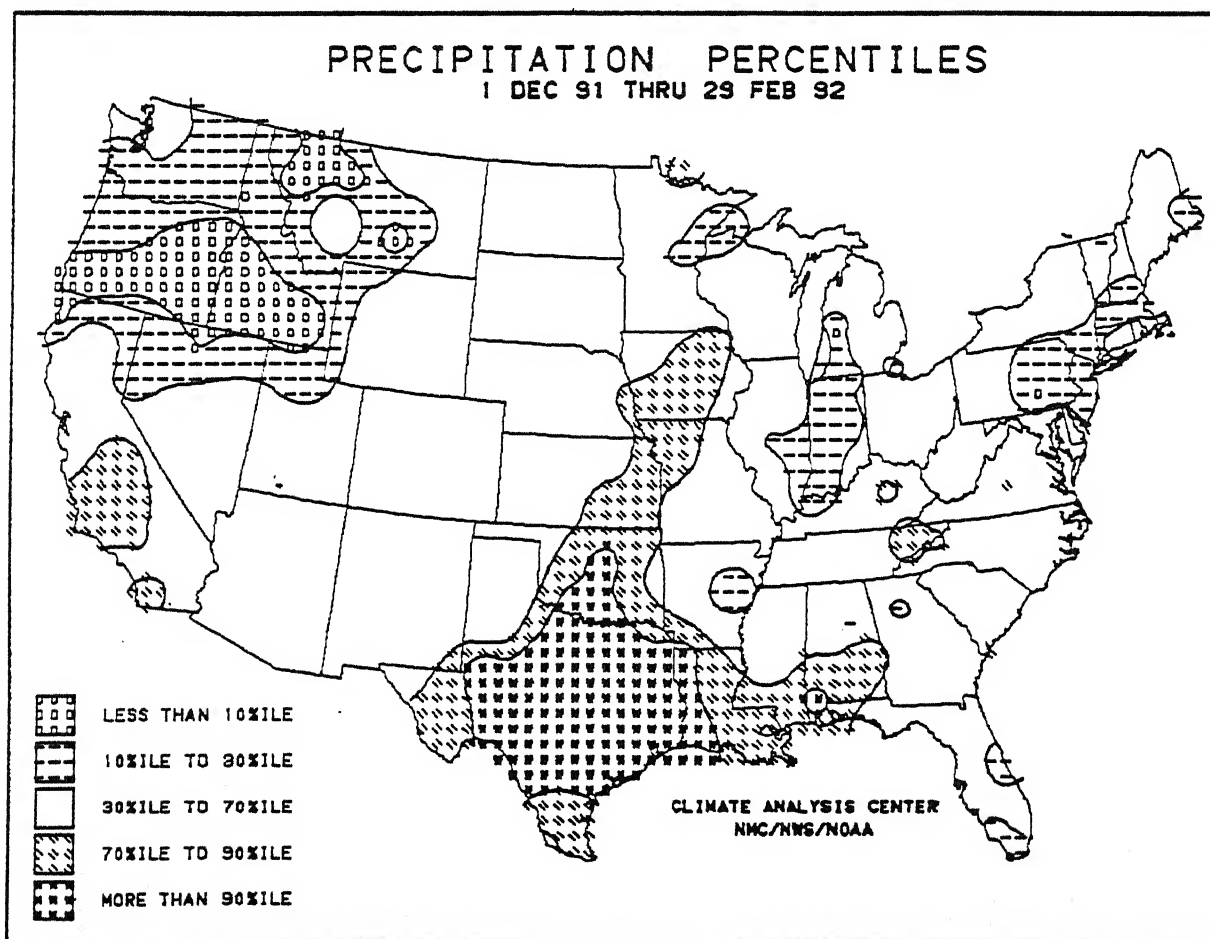 PRECIPITATION PERCENTILES
1 DEC 91 THRU 29 FEB 92
LESS THAN 10%ILE
10%ILE TO 30%ILE
30%ILE TO 70%ILE
70%ILE TO 90%ILE
MORE THAN 90%ILE
CLIMATE ANALYSIS CENTER
NMC/NWS/NOAA